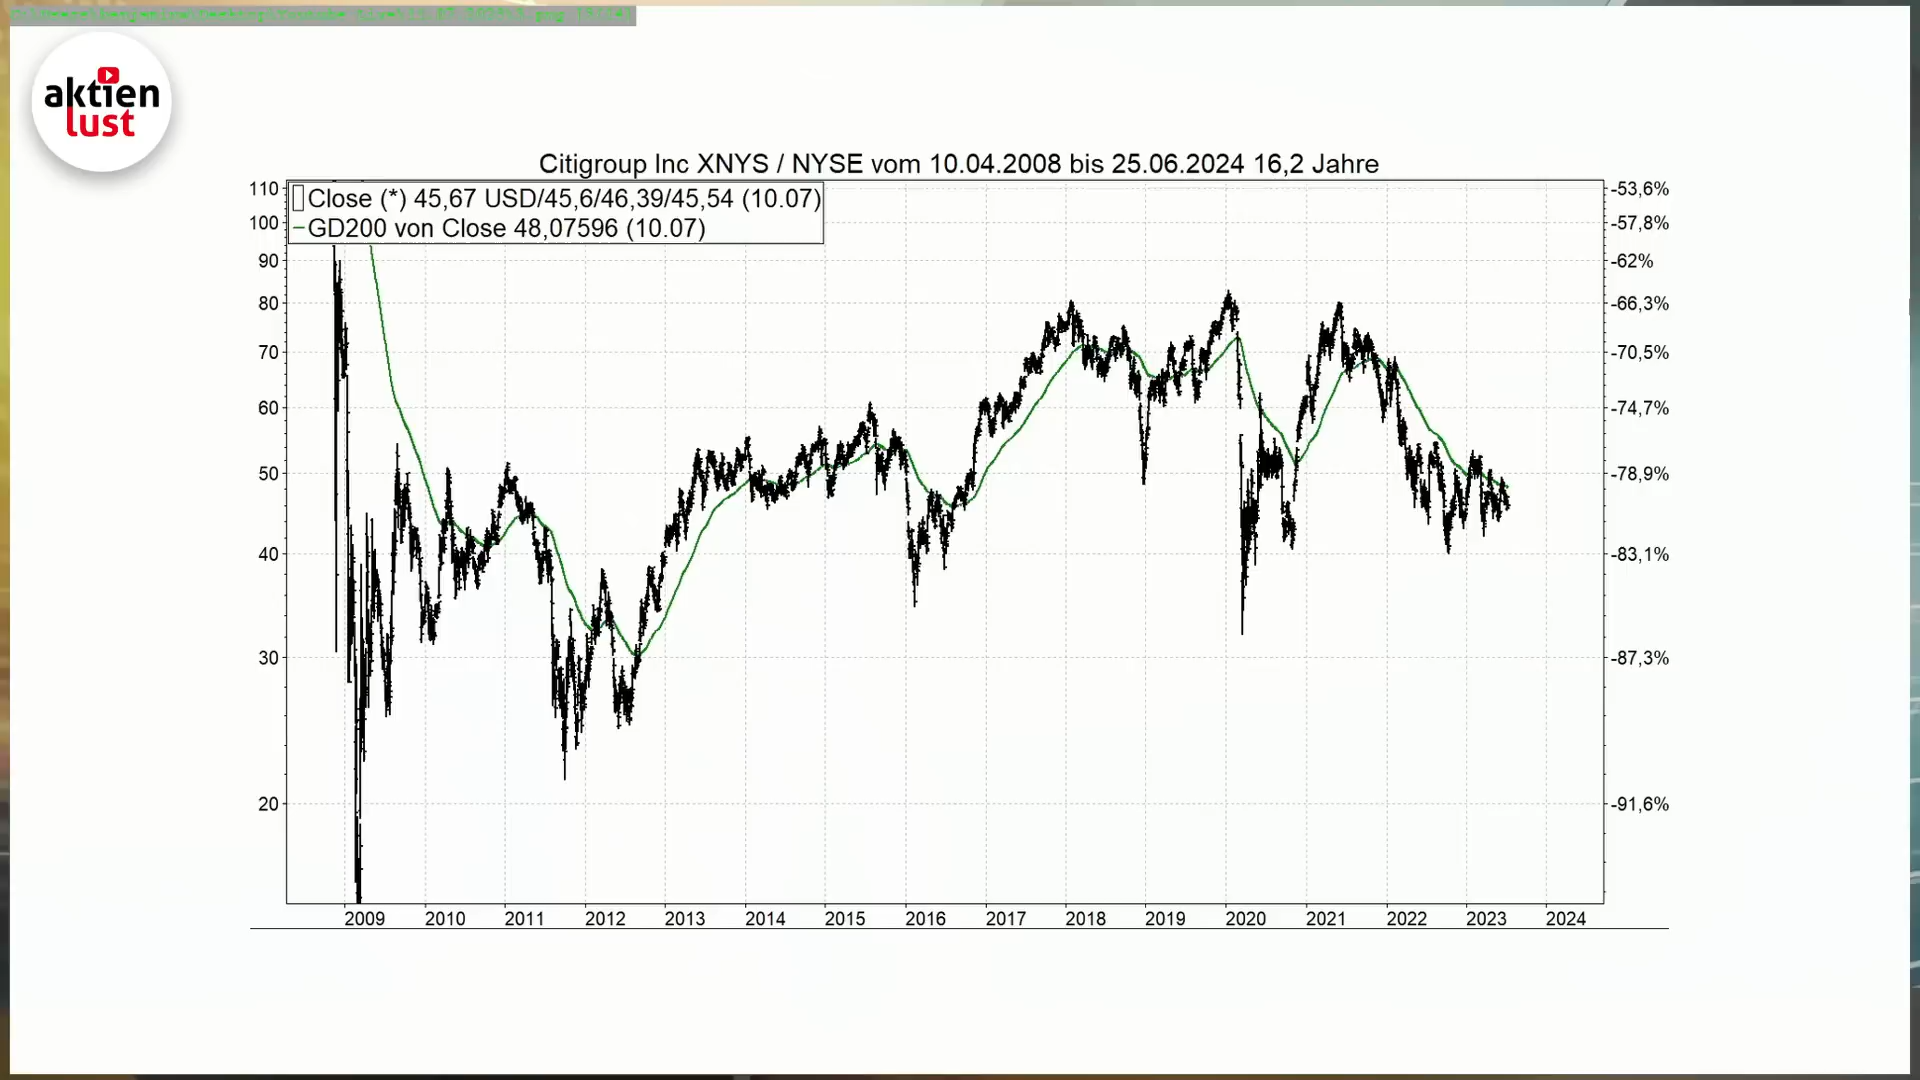 aktien
lust
Citigroup Inc XNYS / NYSE vom 10.04.2008 bis 25.06.2024 16,2 Jahre
Close (*) 45,67 USD/45,6/46,39/45,54 (10.07)
GD200 von Close 48,07596 (10.07)
110 -53,6%
100 -57,8%
90 -62%
80 -66,3%
70 -70,5%
60 -74,7%
50 -78,9%
40 -83,1%
30 -87,3%
20 -91,6%
2009 2010 2011 2012 2013 2014 2015 2016 2017 2018 2019 2020 2021 2022 2023 2024